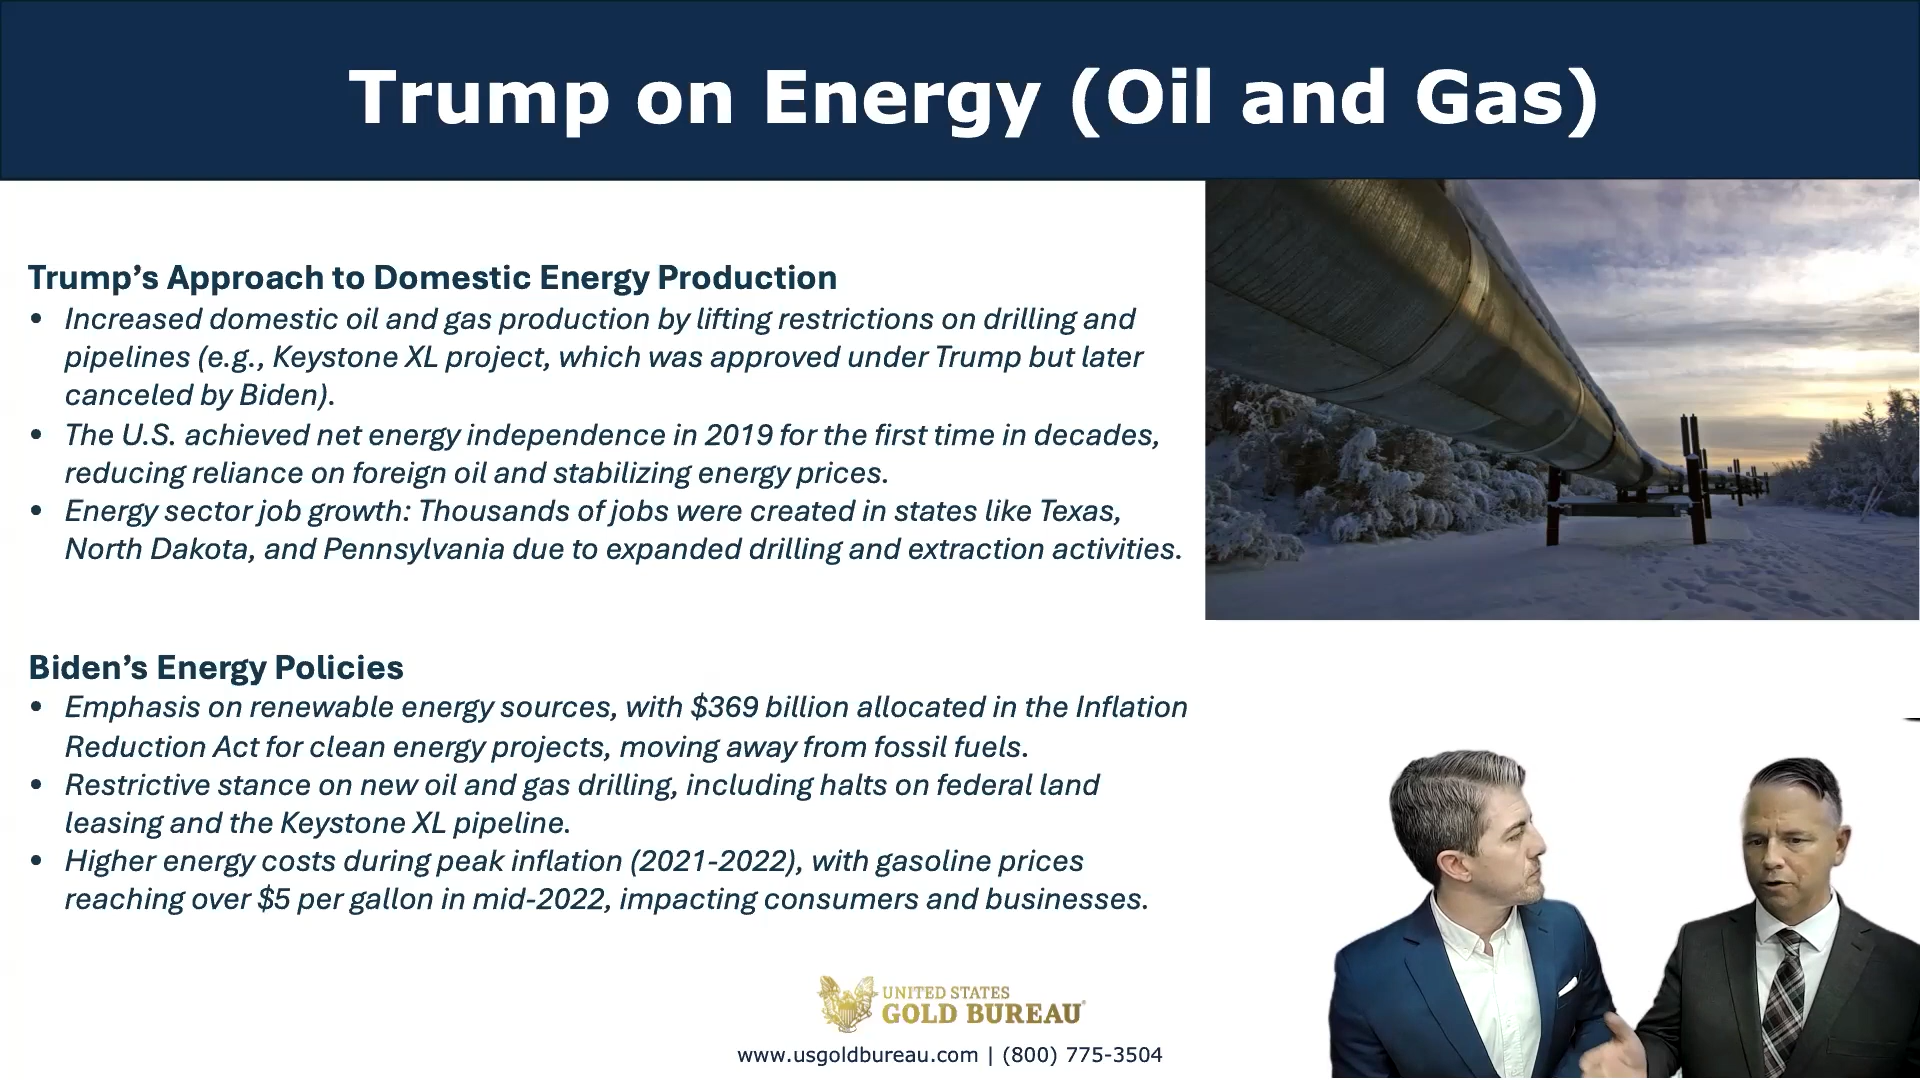 Trump on Energy (Oil and Gas)
Trump's Approach to Domestic Energy Production
• Increased domestic oil and gas production by lifting restrictions on drilling and
pipelines (e.g., Keystone XL project, which was approved under Trump but later
canceled by Biden).
• The U.S. achieved net energy independence in 2019 for the first time in decades,
reducing reliance on foreign oil and stabilizing energy prices.
• Energy sector job growth: Thousands of jobs were created in states like Texas,
North Dakota, and Pennsylvania due to expanded drilling and extraction activities.
Biden's Energy Policies
• Emphasis on renewable energy sources, with $369 billion allocated in the Inflation
Reduction Act for clean energy projects, moving away from fossil fuels.
• Restrictive stance on new oil and gas drilling, including halts on federal land
leasing and the Keystone XL pipeline.
• Higher energy costs during peak inflation (2021-2022), with gasoline prices
reaching over $5 per gallon in mid-2022, impacting consumers and businesses.
UNITED STATES
GOLD BUREAU®
www.usgoldbureau.com | (800) 775-3504